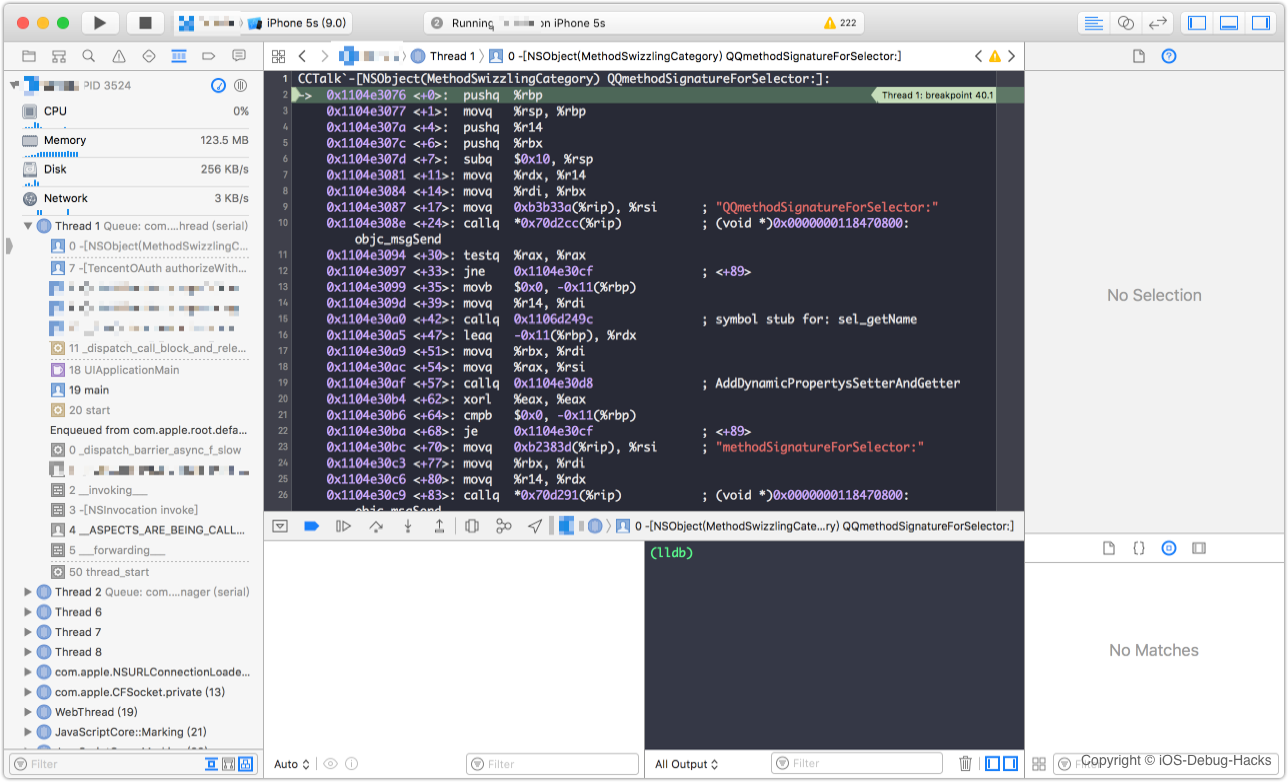 iPhone 5s (9.0)
2 Running on iPhone 5s
222
Thread 1 0 -[NSObject(MethodSwizzlingCategory) QQmethodSignatureForSelector:]
PID 3524
CPU 0%
Memory 123.5 MB
Disk 256 KB/s
Network 3 KB/s
Thread 1 Queue: com....hread (serial)
0 -[NSObject(MethodSwizzlingC...
7 -[TencentOAuth authorizeWith...
11 _dispatch_call_block_and_rele...
18 UIApplicationMain
19 main
20 start
Enqueued from com.apple.root.defa...
0 _dispatch_barrier_async_f_slow
2 __invoking___
3 -[NSInvocation invoke]
4 __ASPECTS_ARE_BEING_CALL...
5 ___forwarding___
50 thread_start
Thread 2 Queue: com....nager (serial)
Thread 6
Thread 7
Thread 8
com.apple.NSURLConnectionLoade...
com.apple.CFSocket.private (13)
WebThread (19)
JavaScriptCore::Marking (21)
Filter
1 CCTalk`-[NSObject(MethodSwizzlingCategory) QQmethodSignatureForSelector:]:
2 -> 0x1104e3076 <+0>: pushq %rbp Thread 1: breakpoint 40.1
3 0x1104e3077 <+1>: movq %rsp, %rbp
4 0x1104e307a <+4>: pushq %r14
5 0x1104e307c <+6>: pushq %rbx
6 0x1104e307d <+7>: subq $0x10, %rsp
7 0x1104e3081 <+11>: movq %rdx, %r14
8 0x1104e3084 <+14>: movq %rdi, %rbx
9 0x1104e3087 <+17>: movq 0xb3b33a(%rip), %rsi ; "QQmethodSignatureForSelector:"
10 0x1104e308e <+24>: callq *0x70d2cc(%rip) ; (void *)0x0000000118470800:
objc_msgSend
11 0x1104e3094 <+30>: testq %rax, %rax
12 0x1104e3097 <+33>: jne 0x1104e30cf ; <+89>
13 0x1104e3099 <+35>: movb $0x0, -0x11(%rbp)
14 0x1104e309d <+39>: movq %r14, %rdi
15 0x1104e30a0 <+42>: callq 0x1106d249c ; symbol stub for: sel_getName
16 0x1104e30a5 <+47>: leaq -0x11(%rbp), %rdx
17 0x1104e30a9 <+51>: movq %rbx, %rdi
18 0x1104e30ac <+54>: movq %rax, %rsi
19 0x1104e30af <+57>: callq 0x1104e30d8 ; AddDynamicPropertysSetterAndGetter
20 0x1104e30b4 <+62>: xorl %eax, %eax
21 0x1104e30b6 <+64>: cmpb $0x0, -0x11(%rbp)
22 0x1104e30ba <+68>: je 0x1104e30cf ; <+89>
23 0x1104e30bc <+70>: movq 0xb2383d(%rip), %rsi ; "methodSignatureForSelector:"
24 0x1104e30c3 <+77>: movq %rbx, %rdi
25 0x1104e30c6 <+80>: movq %r14, %rdx
26 0x1104e30c9 <+83>: callq *0x70d291(%rip) ; (void *)0x0000000118470800:
objc_msgSend
0 -[NSObject(MethodSwizzlingCate...ry) QQmethodSignatureForSelector:]
(lldb)
Auto
Filter
All Output
Filter
No Selection
No Matches
Copyright © iOS-Debug-Hacks